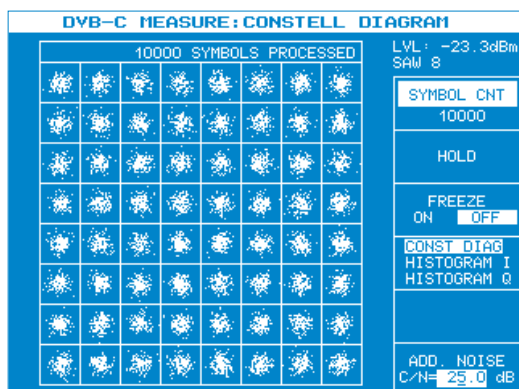 DVB-C MEASURE:CONSTELL DIAGRAM
10000 SYMBOLS PROCESSED
LVL: -23.3dBm
SAW 8
SYMBOL CNT
10000
HOLD
FREEZE
ON OFF
CONST DIAG
HISTOGRAM I
HISTOGRAM Q
ADD. NOISE
C/N= 25.0 dB